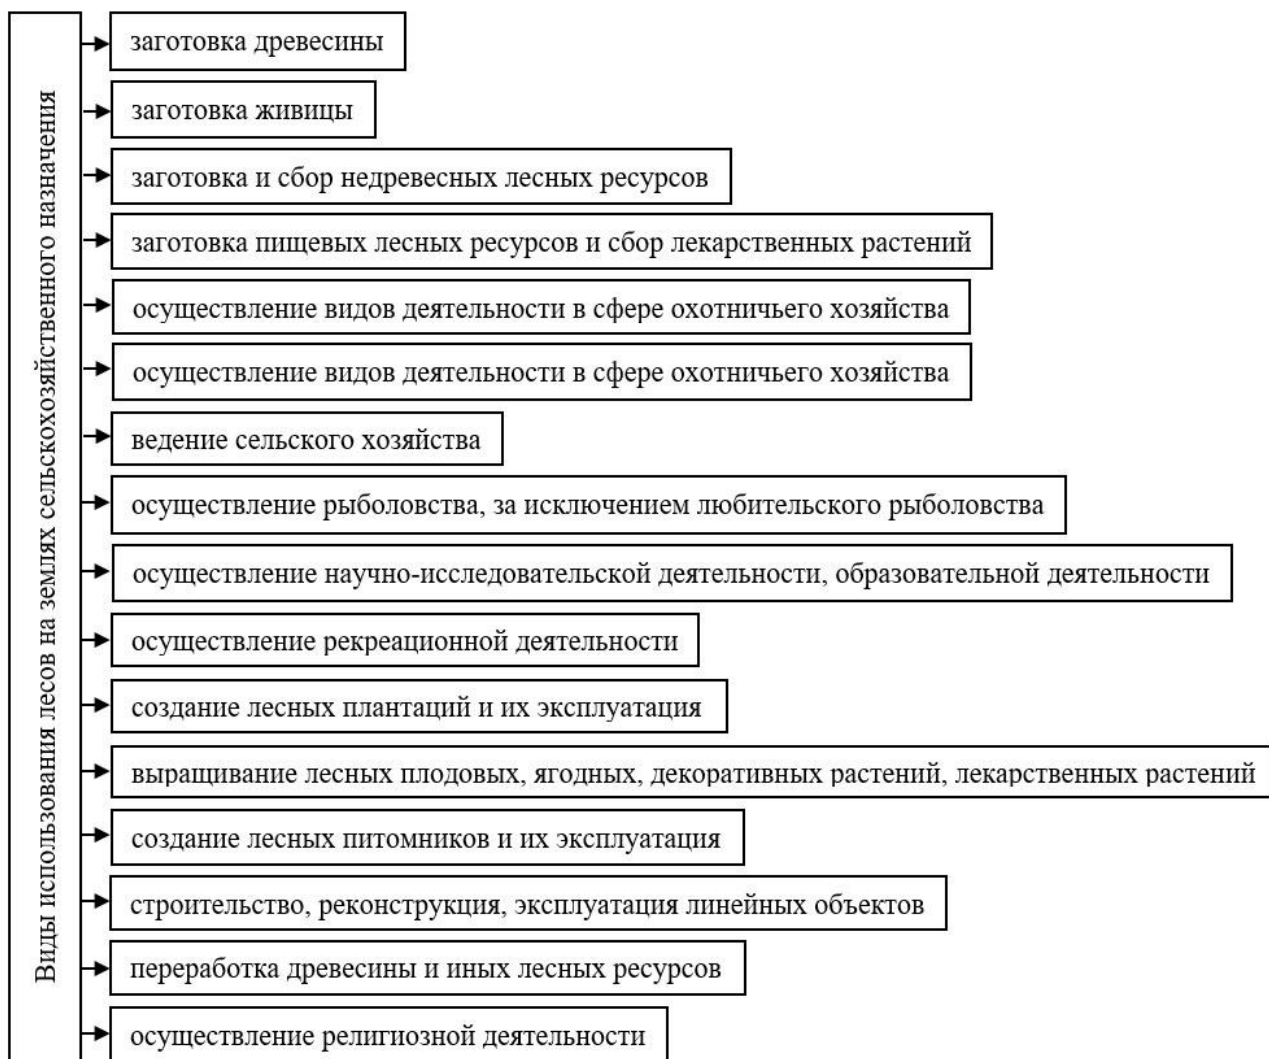 Виды использования лесов на землях сельскохозяйственного назначения
заготовка древесины
заготовка живицы
заготовка и сбор недревесных лесных ресурсов
заготовка пищевых лесных ресурсов и сбор лекарственных растений
осуществление видов деятельности в сфере охотничьего хозяйства
осуществление видов деятельности в сфере охотничьего хозяйства
ведение сельского хозяйства
осуществление рыболовства, за исключением любительского рыболовства
осуществление научно-исследовательской деятельности, образовательной деятельности
осуществление рекреационной деятельности
создание лесных плантаций и их эксплуатация
выращивание лесных плодовых, ягодных, декоративных растений, лекарственных растений
создание лесных питомников и их эксплуатация
строительство, реконструкция, эксплуатация линейных объектов
переработка древесины и иных лесных ресурсов
осуществление религиозной деятельности